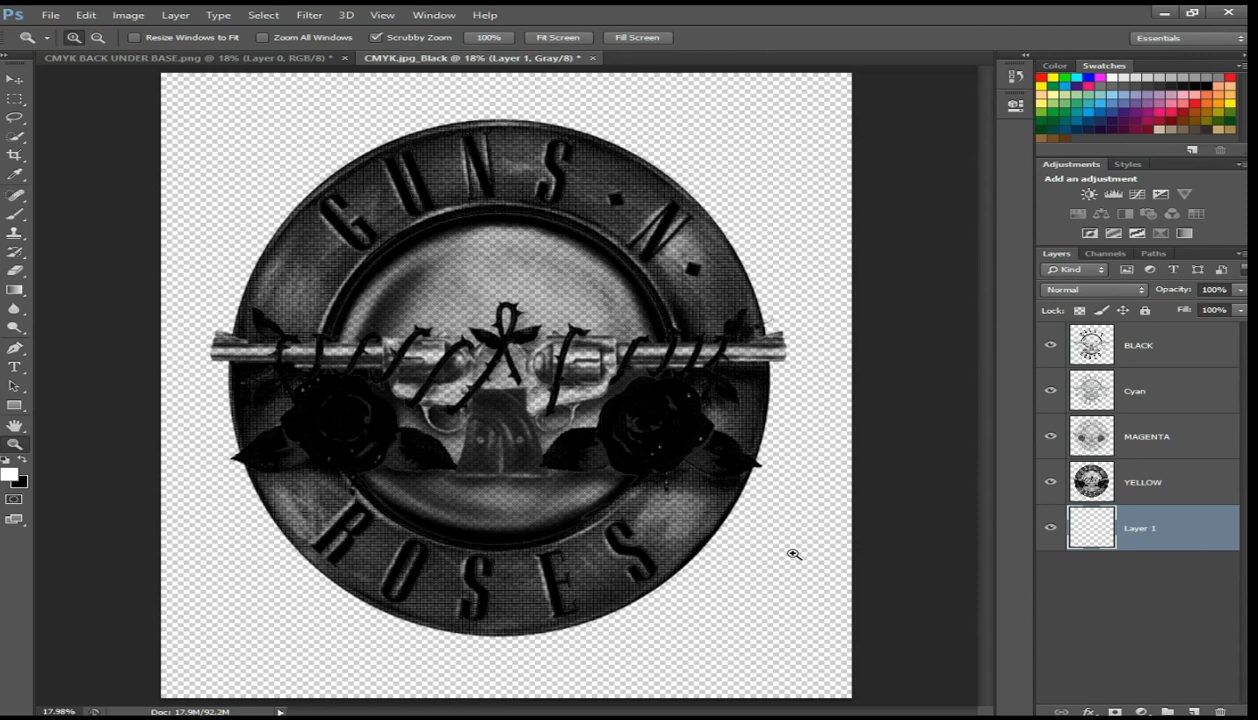 Ps File Edit Image Layer Type Select Filter 3D View Window Help
Resize Windows to Fit Zoom All Windows Scrubby Zoom 100% Fit Screen Fill Screen Essentials
CMYK BACK UNDER BASE.png @ 18% (Layer 0, RGB/8) * × CMYK.jpg_Black @ 18% (Layer 1, Gray/8) * ×
Color Swatches
Adjustments Styles
Add an adjustment
Layers Channels Paths
Kind
Normal Opacity: 100%
Lock: Fill: 100%
BLACK
Cyan
MAGENTA
YELLOW
Layer 1
GUNS · N ·
ROSES
17.98% Doc: 17.9M/92.2M